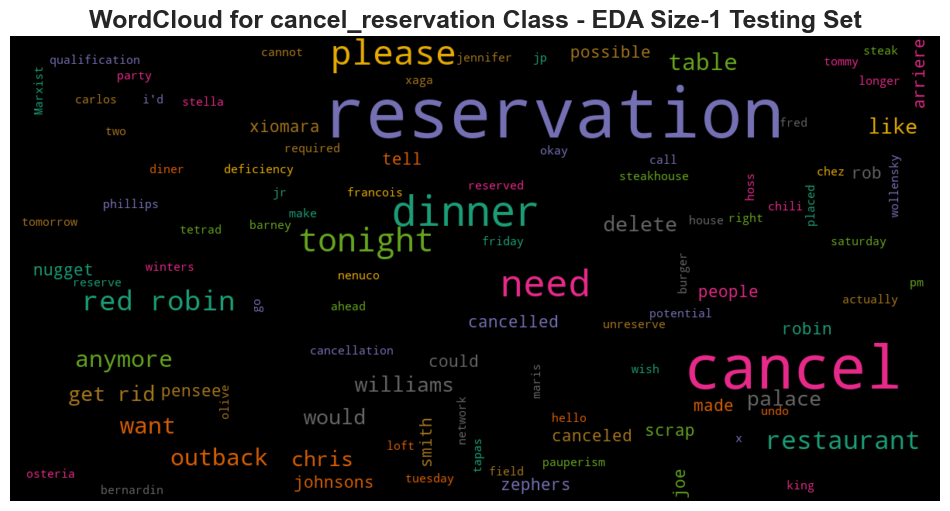 WordCloud for cancel_reservation Class - EDA Size-1 Testing Set
cannot
please
jennifer
jp
possible
table
steak
tommy
arriere
qualification
party
Marxist
xaga
longer
carlos
i'd
stella
reservation
fred
like
two
xiomara
required
tell
okay
call
diner
deficiency
steakhouse
chez
rob
wollensky
jr
francois
reserved
hoss
placed
phillips
make
dinner
chili
tomorrow
tetrad
barney
tonight
friday
delete
house
right
saturday
nugget
winters
reserve
nenuco
need
burger
people
pm
red robin
go
ahead
actually
potential
cancelled
unreserve
robin
anymore
cancellation
could
wish
cancel
get rid
pensee
williams
maris
palace
olive
made
undo
want
would
hello
network
smith
canceled
scrap
x
restaurant
outback
chris
loft
tapas
pauperism
osteria
johnsons
tuesday
field
zephers
joe
king
bernardin